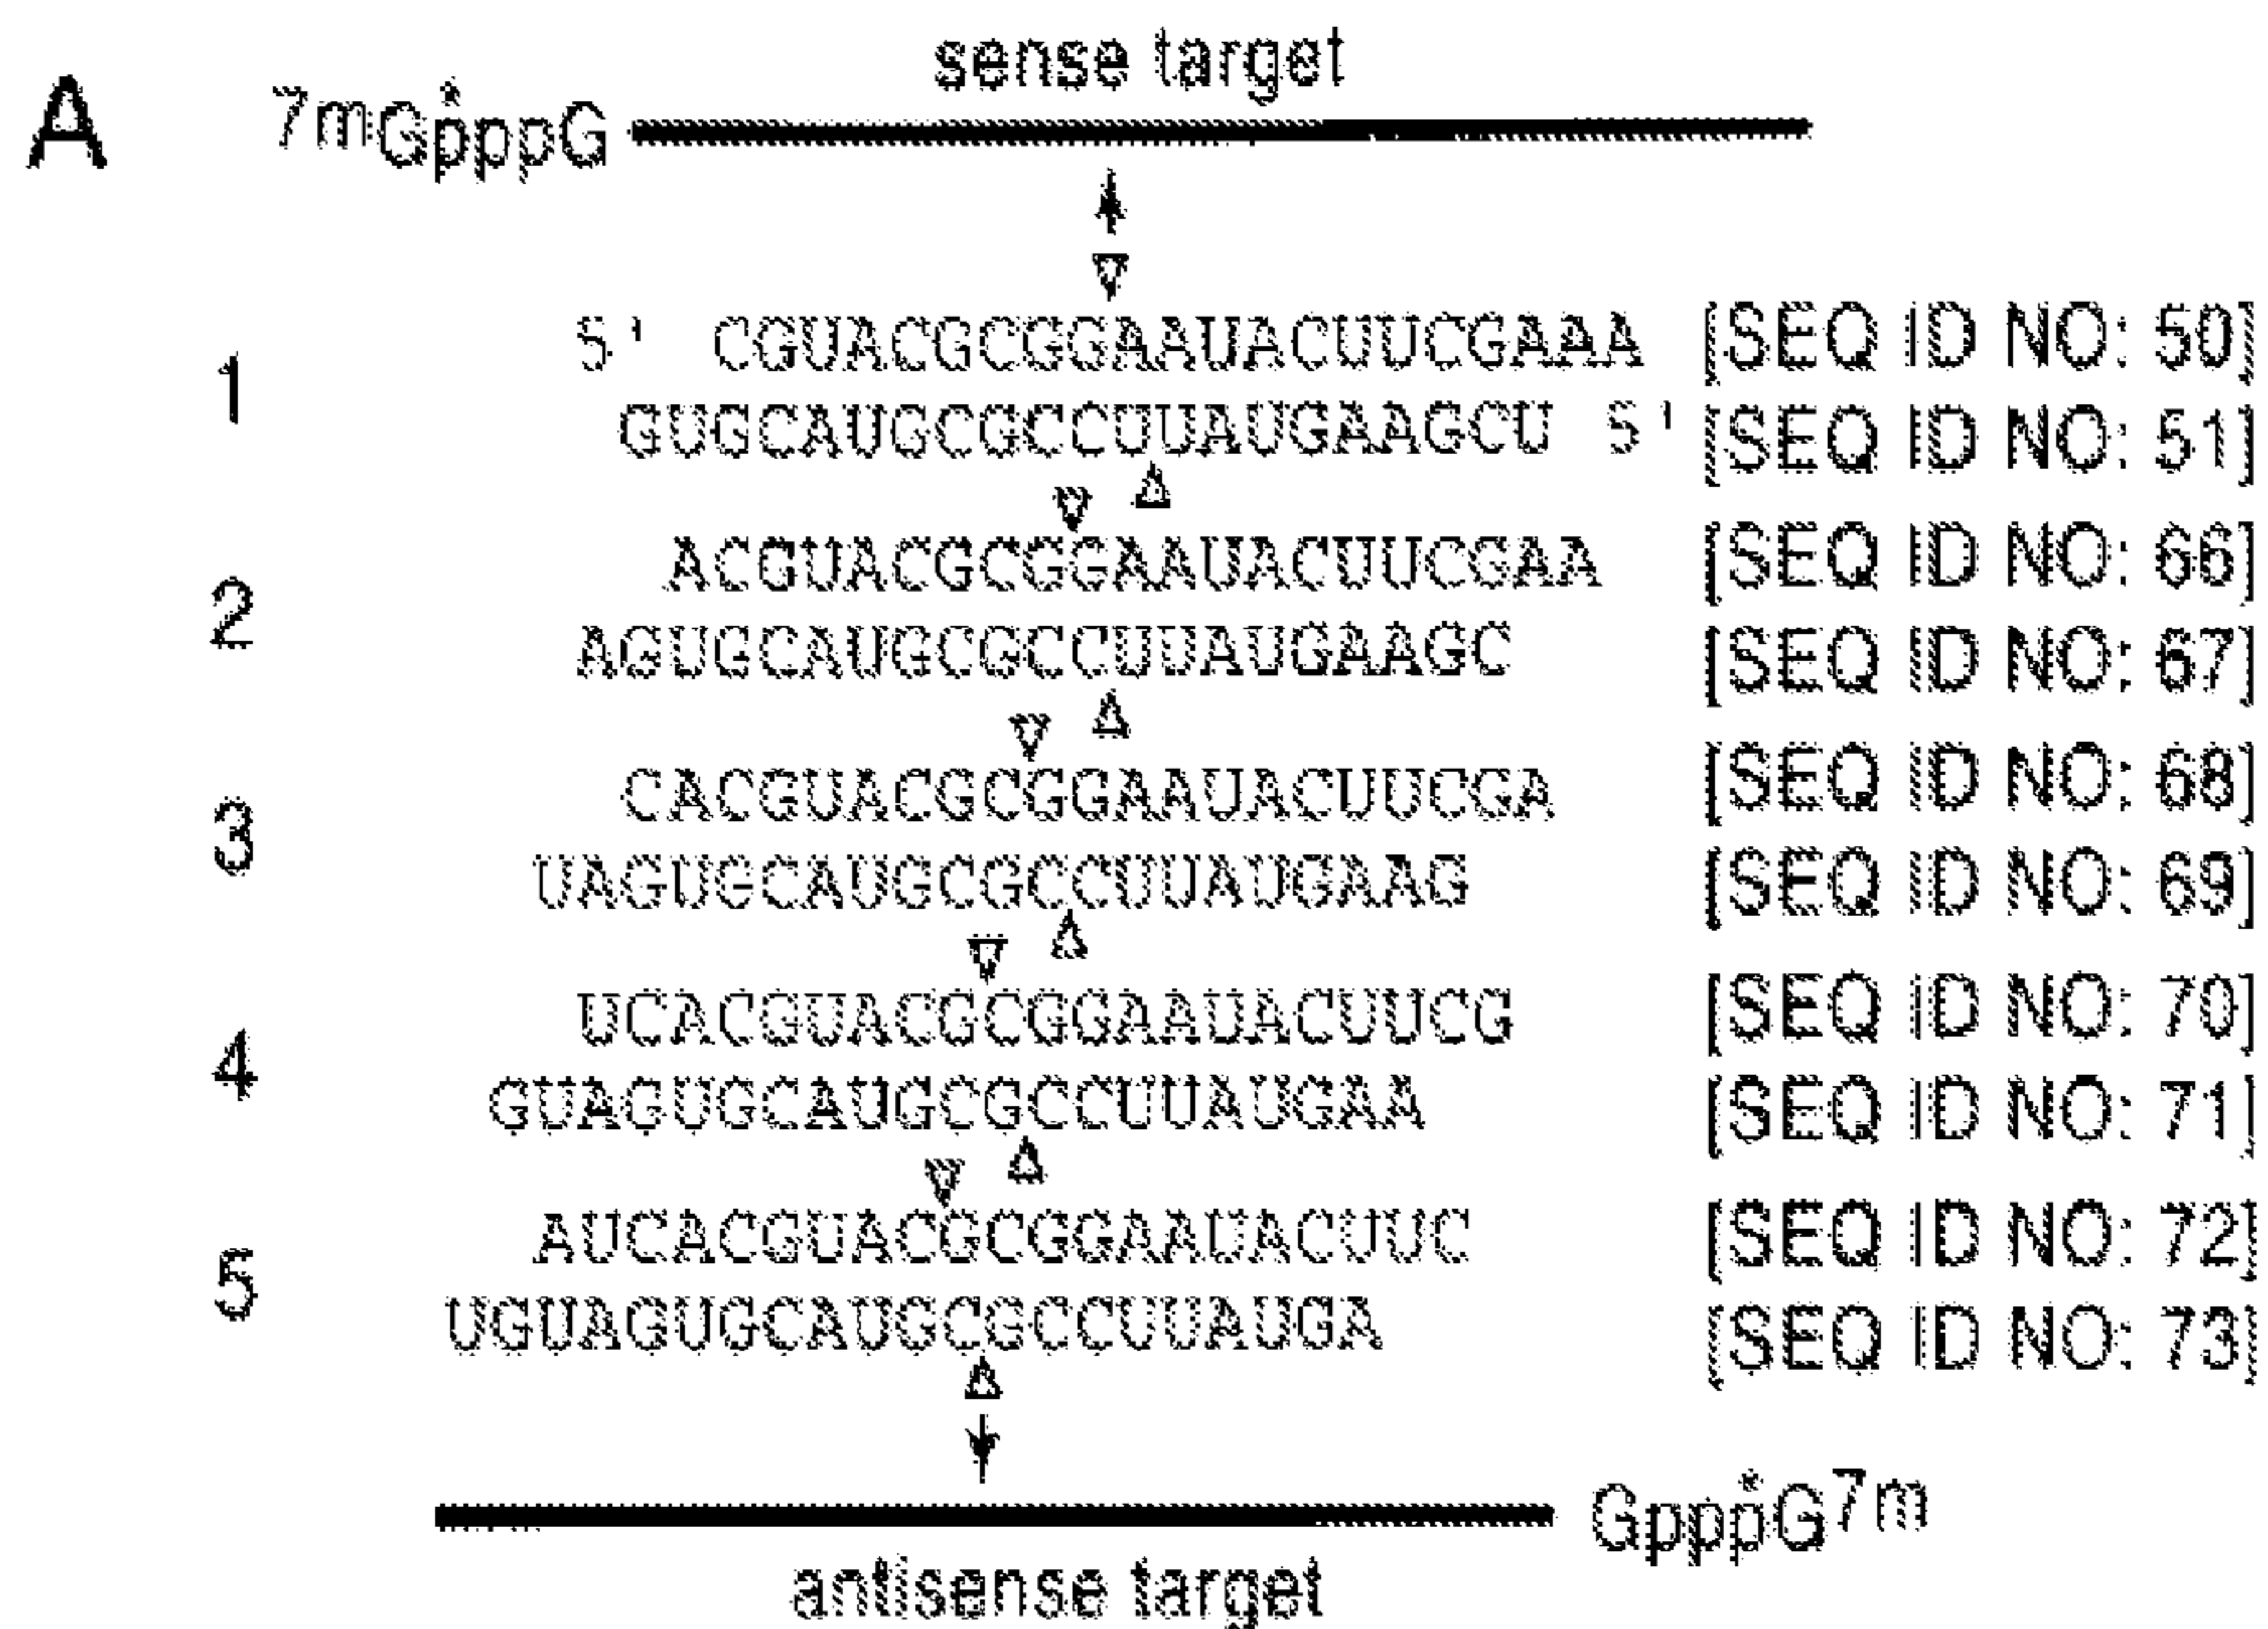 A
sense target
7mGpppG
1
5' CGUACGCGGAAUACUUCGAAA [SEQ ID NO: 50]
GUGCAUGCGCCUUAUGAAGCU 5' [SEQ ID NO: 51]
2
ACGUACGCGGAAUACUUCGAA [SEQ ID NO: 66]
AGUGCAUGCGCCUUAUGAAGC [SEQ ID NO: 67]
3
CACGUACGCGGAAUACUUCGA [SEQ ID NO: 68]
UAGUGCAUGCGCCUUAUGAAG [SEQ ID NO: 69]
4
UCACGUACGCGGAAUACUUCG [SEQ ID NO: 70]
GUAGUGCAUGCGCCUUAUGAA [SEQ ID NO: 71]
5
AUCACGUACGCGGAAUACUUC [SEQ ID NO: 72]
UGUAGUGCAUGCGCCUUAUGA [SEQ ID NO: 73]
GpppG7m
antisense target